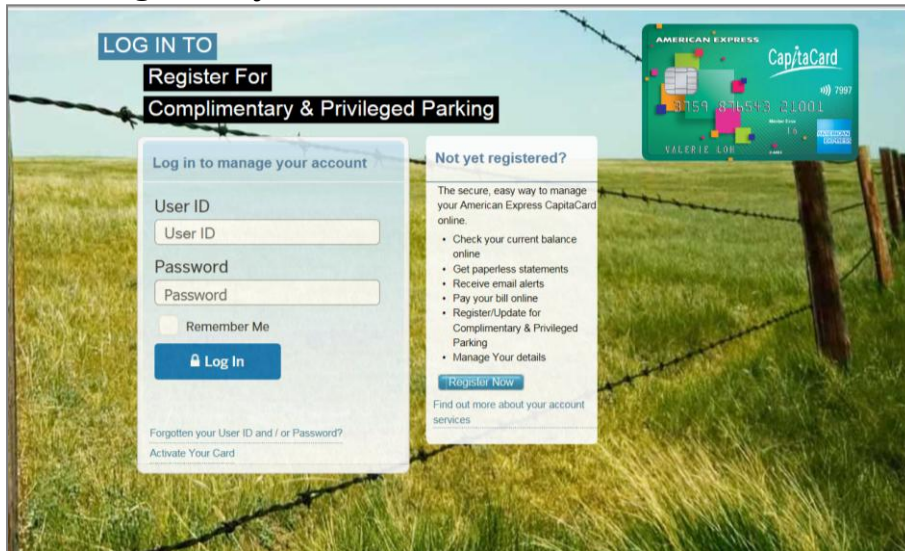 LOG IN TO
Register For
Complimentary & Privileged Parking
AMERICAN EXPRESS
CapitaCard
7997
3759 876543 21001
16
VALERIE LOH
AMERICAN
EXPRESS
Log in to manage your account
User ID
User ID
Password
Password
Remember Me
Log In
Forgotten your User ID and / or Password?
Activate Your Card
Not yet registered?
The secure, easy way to manage
your American Express CapitaCard
online.
• Check your current balance
online
• Get paperless statements
• Receive email alerts
• Pay your bill online
• Register/Update for
Complimentary & Privileged
Parking
• Manage Your details
Register Now
Find out more about your account
services